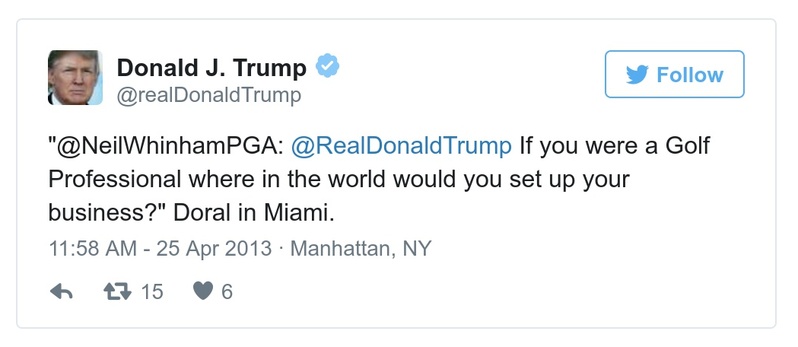 Donald J. Trump
@realDonaldTrump
Follow
"@NeilWhinhamPGA: @RealDonaldTrump If you were a Golf
Professional where in the world would you set up your
business?" Doral in Miami.
11:58 AM - 25 Apr 2013 · Manhattan, NY
15 6